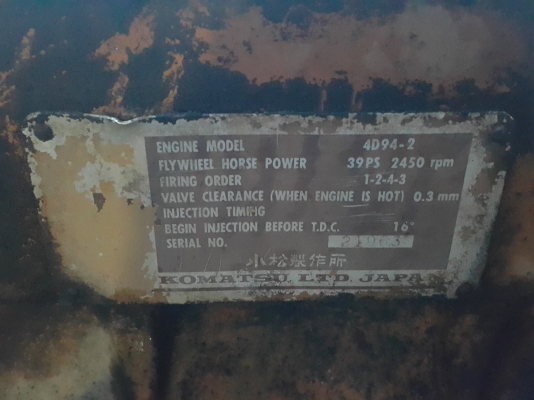 ENGINE MODEL 4D94-2
FLYWHEEL HORSE POWER 39PS 2450 rpm
FIRING ORDER 1-2-4-3
VALVE CLEARANCE (WHEN ENGINE IS HOT) 0.3 mm
INJECTION TIMING
BEGIN INJECTION BEFORE T.D.C. 16°
SERIAL NO.
小松製作所
KOMATSU, LTD. JAPA